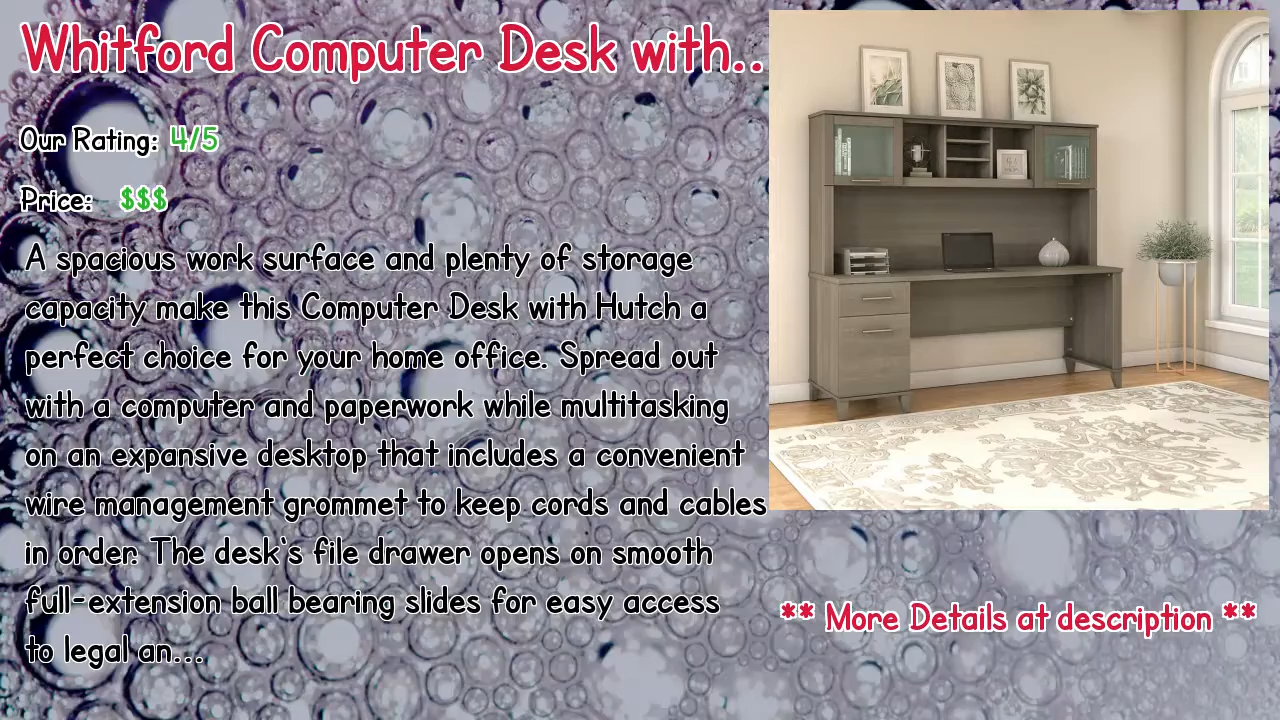 Whitford Computer Desk with..
Our Rating: 4/5
Price: $$$
A spacious work surface and plenty of storage
capacity make this Computer Desk with Hutch a
perfect choice for your home office. Spread out
with a computer and paperwork while multitasking
on an expansive desktop that includes a convenient
wire management grommet to keep cords and cables
in order. The desk's file drawer opens on smooth
full-extension ball bearing slides for easy access
to legal an...
** More Details at description **